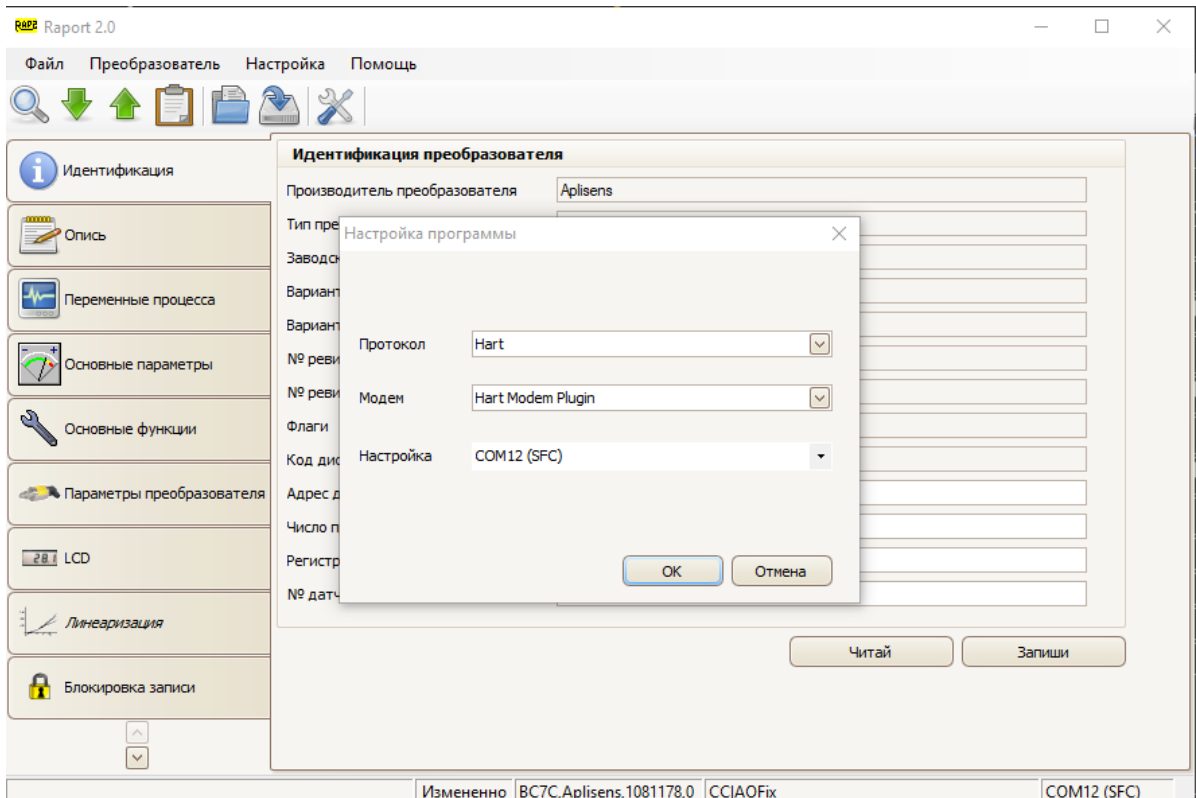 RAPZ Raport 2.0
Файл Преобразователь Настройка Помощь
Идентификация
Опись
Переменные процесса
Основные параметры
Основные функции
Параметры преобразователя
28.1 LCD
Линеаризация
Блокировка записи
Идентификация преобразователя
Производитель преобразователя Aplisens
Тип пре
Заводск
Вариант
Вариант
№ реви
№ реви
Флаги
Код дис
Адрес д
Число п
Регистр
№ датч
Настройка программы
Протокол Hart
Модем Hart Modem Plugin
Настройка COM12 (SFC)
OK Отмена
Читай Запиши
Измененно BC7C.Aplisens.1081178.0 CCIAOFix COM12 (SFC)